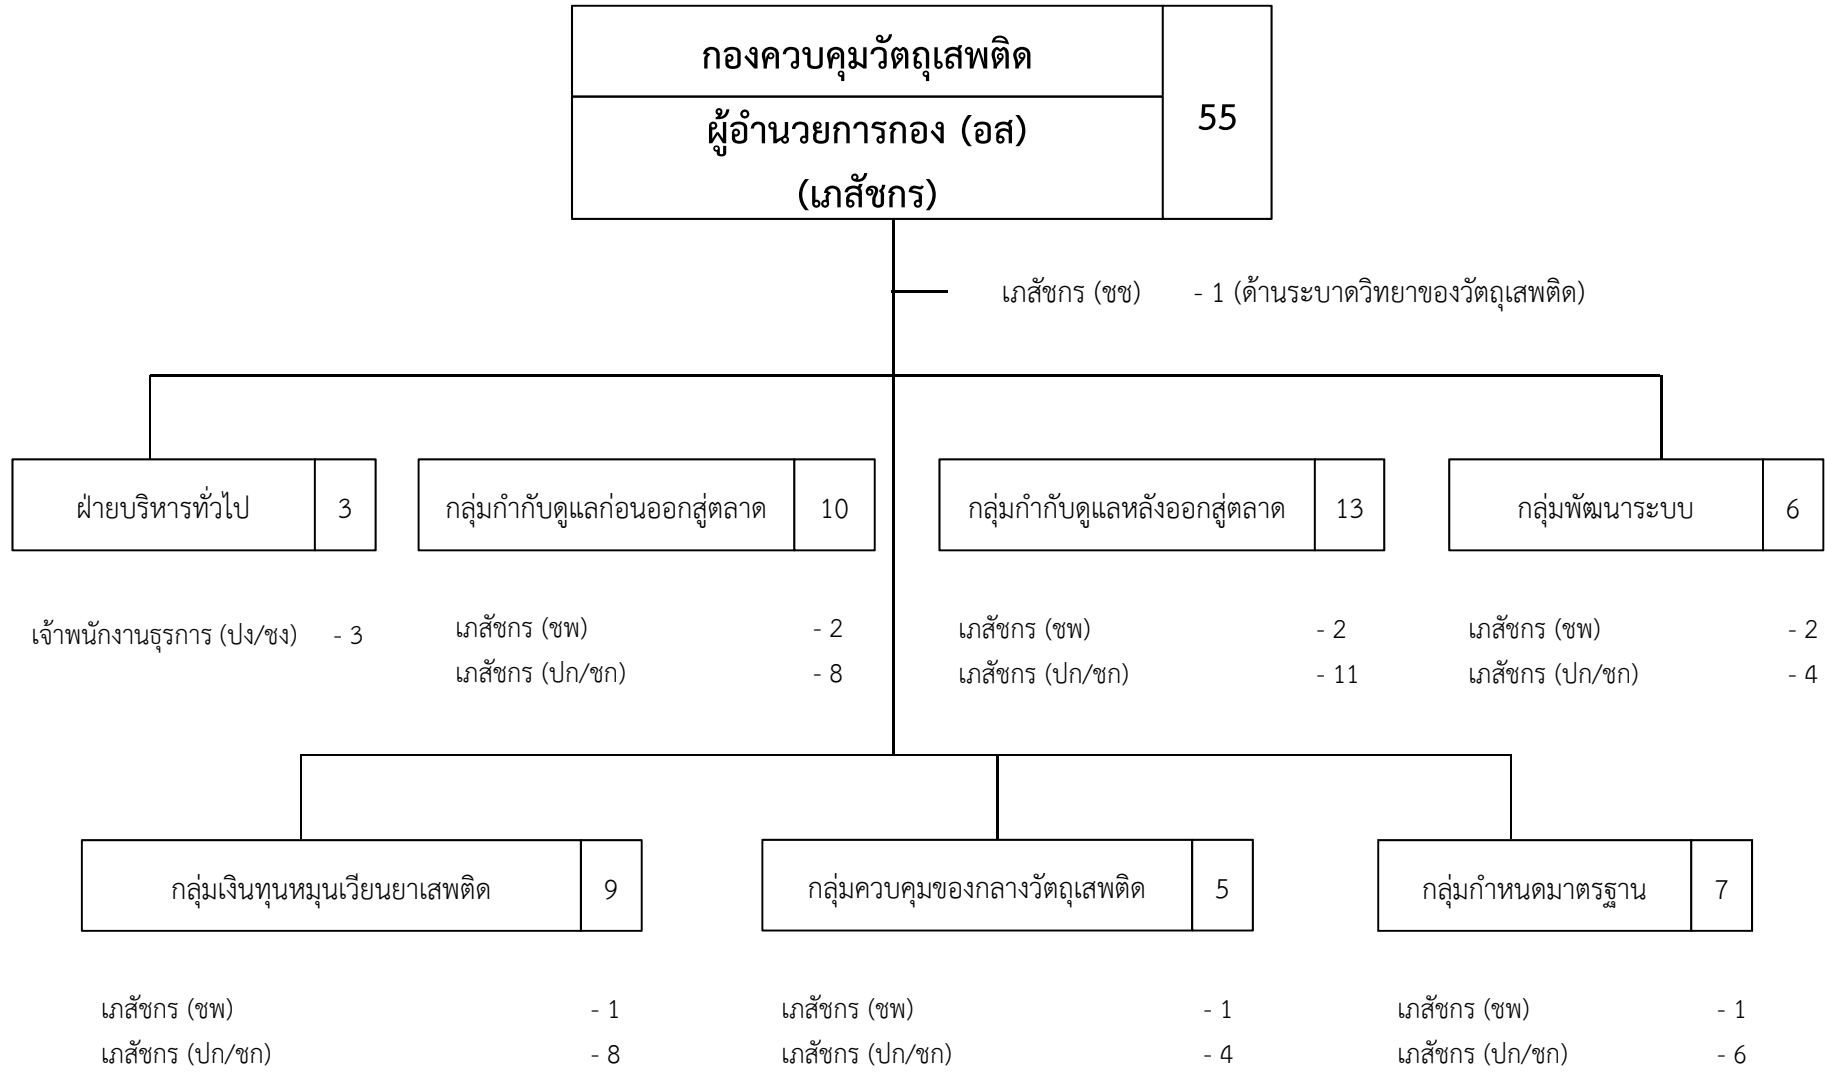 กองควบคุมวัตถุเสพติด
ผู้อำนวยการกอง (อส)
(เภสัชกร)
55
เภสัชกร (ชช) - 1 (ด้านระบาดวิทยาของวัตถุเสพติด)
ฝ่ายบริหารทั่วไป 3
เจ้าพนักงานธุรการ (ปง/ชง) - 3
กลุ่มกำกับดูแลก่อนออกสู่ตลาด 10
เภสัชกร (ชพ) - 2
เภสัชกร (ปก/ชก) - 8
กลุ่มกำกับดูแลหลังออกสู่ตลาด 13
เภสัชกร (ชพ) - 2
เภสัชกร (ปก/ชก) - 11
กลุ่มพัฒนาระบบ 6
เภสัชกร (ชพ) - 2
เภสัชกร (ปก/ชก) - 4
กลุ่มเงินทุนหมุนเวียนยาเสพติด 9
เภสัชกร (ชพ) - 1
เภสัชกร (ปก/ชก) - 8
กลุ่มควบคุมของกลางวัตถุเสพติด 5
เภสัชกร (ชพ) - 1
เภสัชกร (ปก/ชก) - 4
กลุ่มกำหนดมาตรฐาน 7
เภสัชกร (ชพ) - 1
เภสัชกร (ปก/ชก) - 6